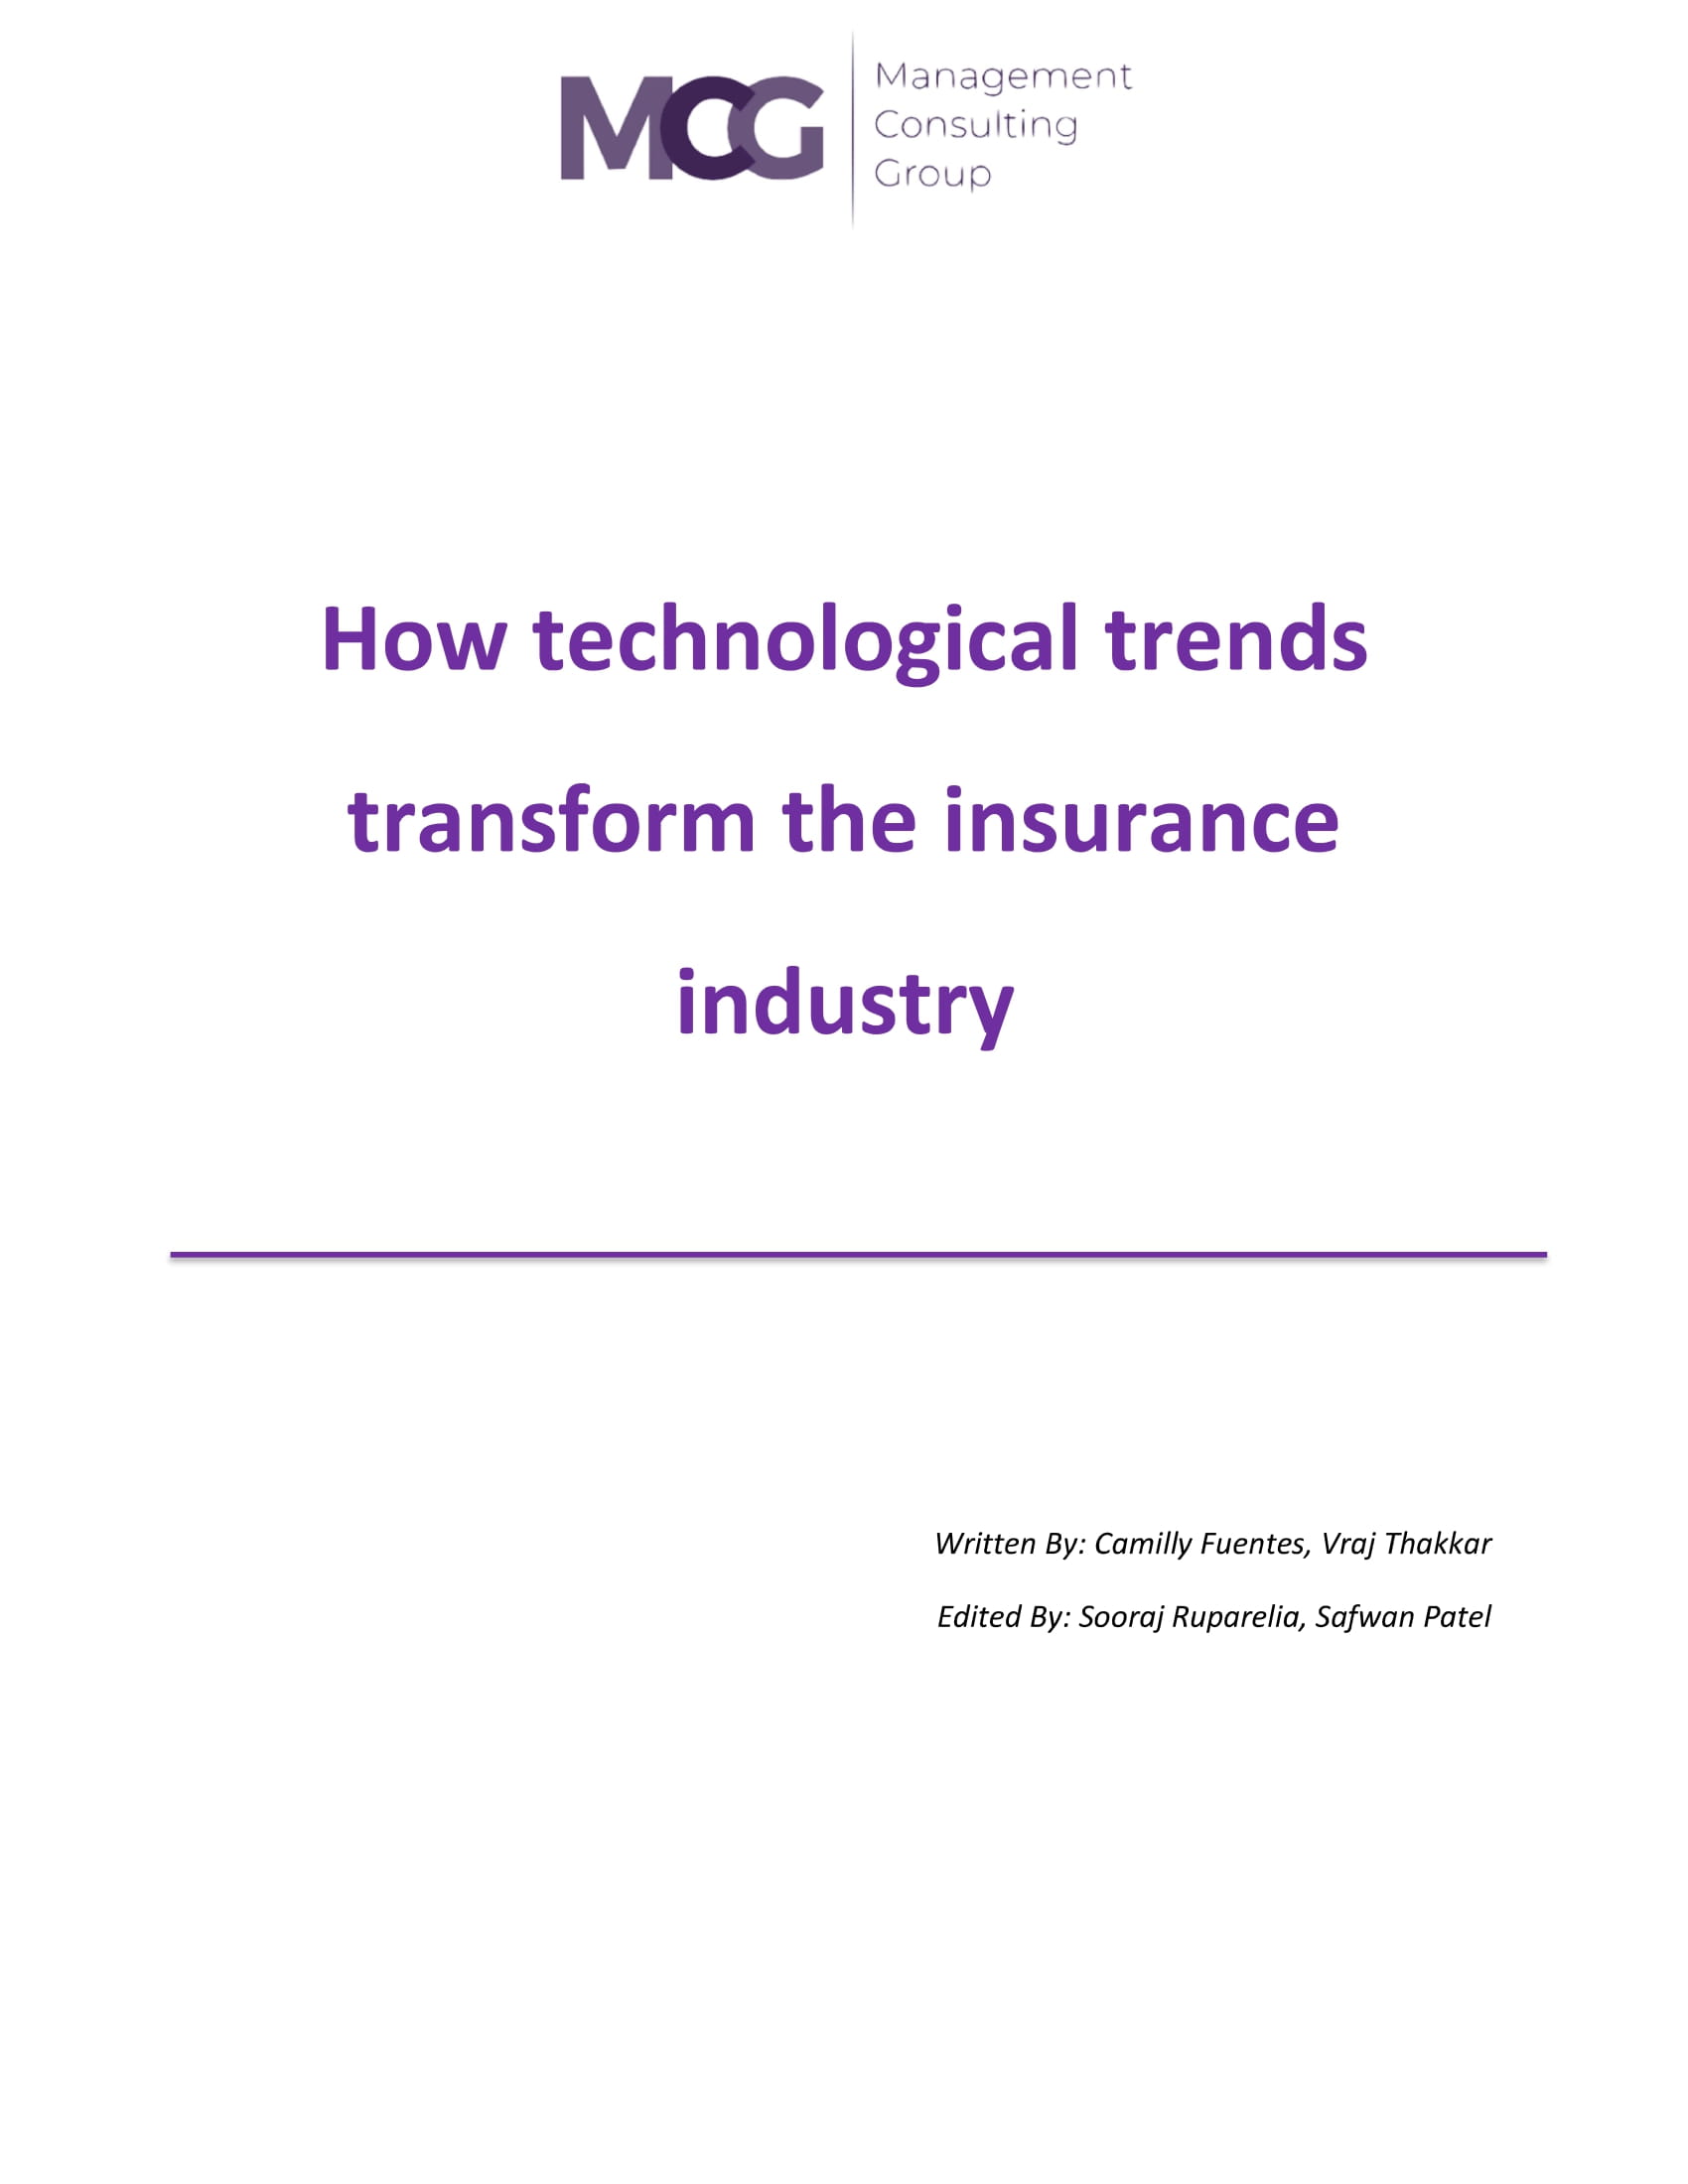 MCG
Management
Consulting
Group
How technological trends
transform the insurance
industry
Written By: Camilly Fuentes, Vraj Thakkar
Edited By: Sooraj Ruparelia, Safwan Patel